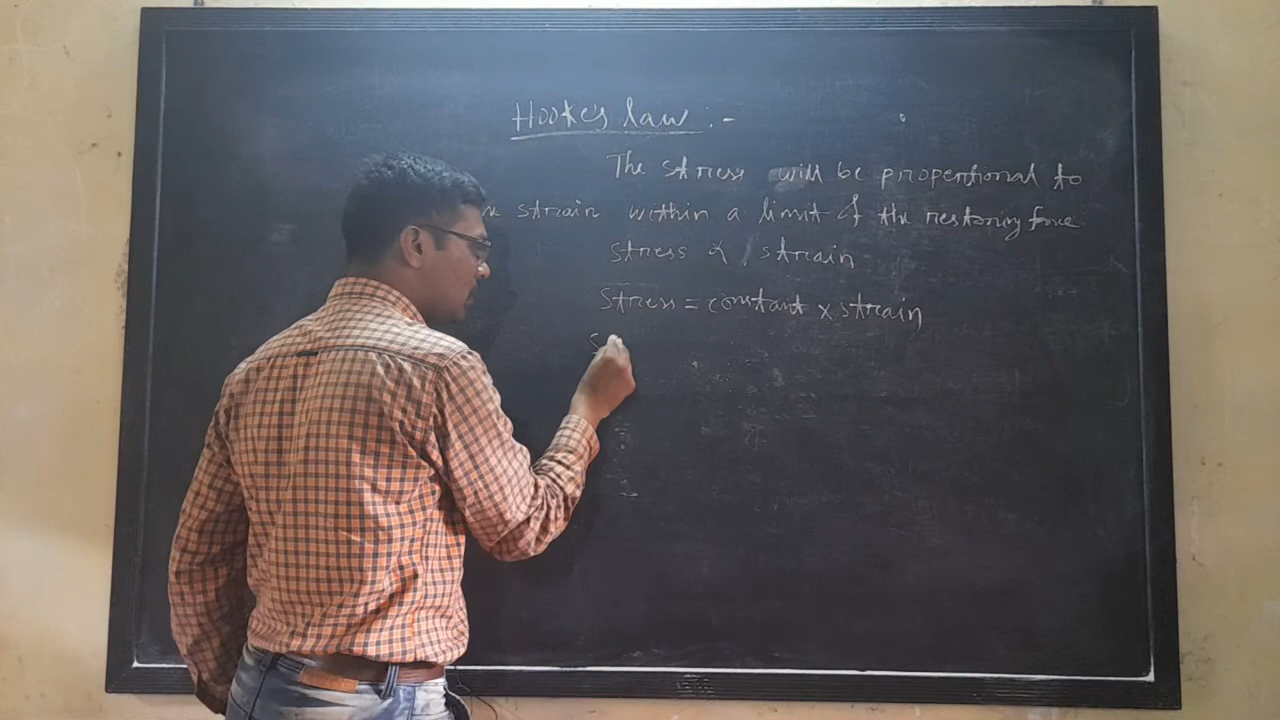 Hooke's law :-
The stress will be proportional to
strain within a limit of the restoring force
stress α strain
Stress = constant x strain
S